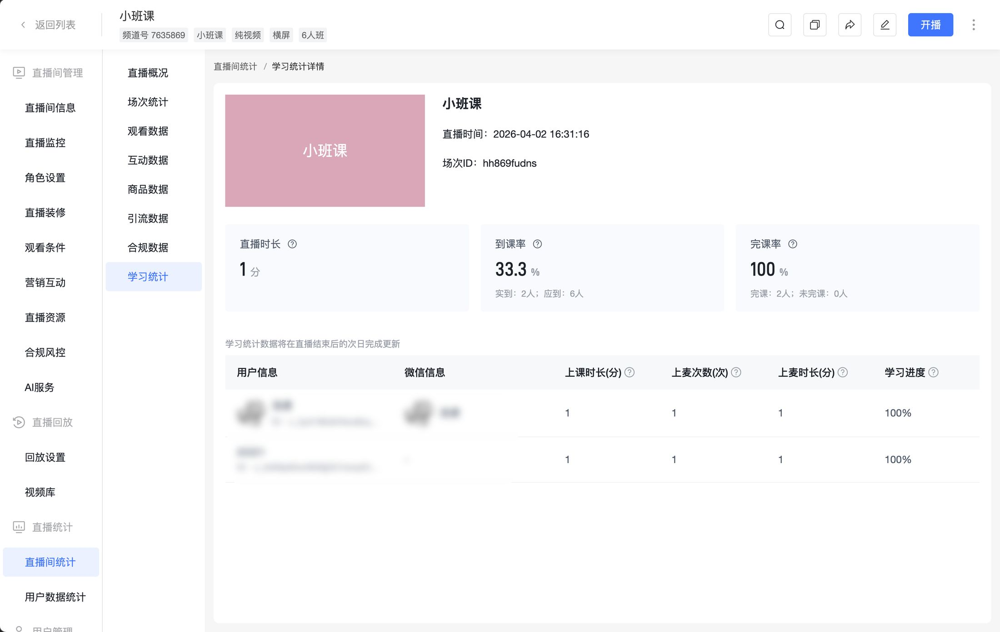 返回列表
小班课
频道号 7635869 小班课 纯视频 横屏 6人班
开播
直播间管理
直播间信息
直播监控
角色设置
直播装修
观看条件
营销互动
直播资源
合规风控
AI服务
直播回放
回放设置
视频库
直播统计
直播间统计
用户数据统计
用户管理
直播概况
场次统计
观看数据
互动数据
商品数据
引流数据
合规数据
学习统计
直播间统计 / 学习统计详情
小班课
小班课
直播时间：2026-04-02 16:31:16
场次ID：hh869fudns
直播时长
1 分
到课率
33.3 %
实到：2人；应到：6人
完课率
100 %
完课：2人；未完课：0人
学习统计数据将在直播结束后的次日完成更新
用户信息 微信信息 上课时长(分) 上麦次数(次) 上麦时长(分) 学习进度
1 1 1 100%
1 1 1 100%